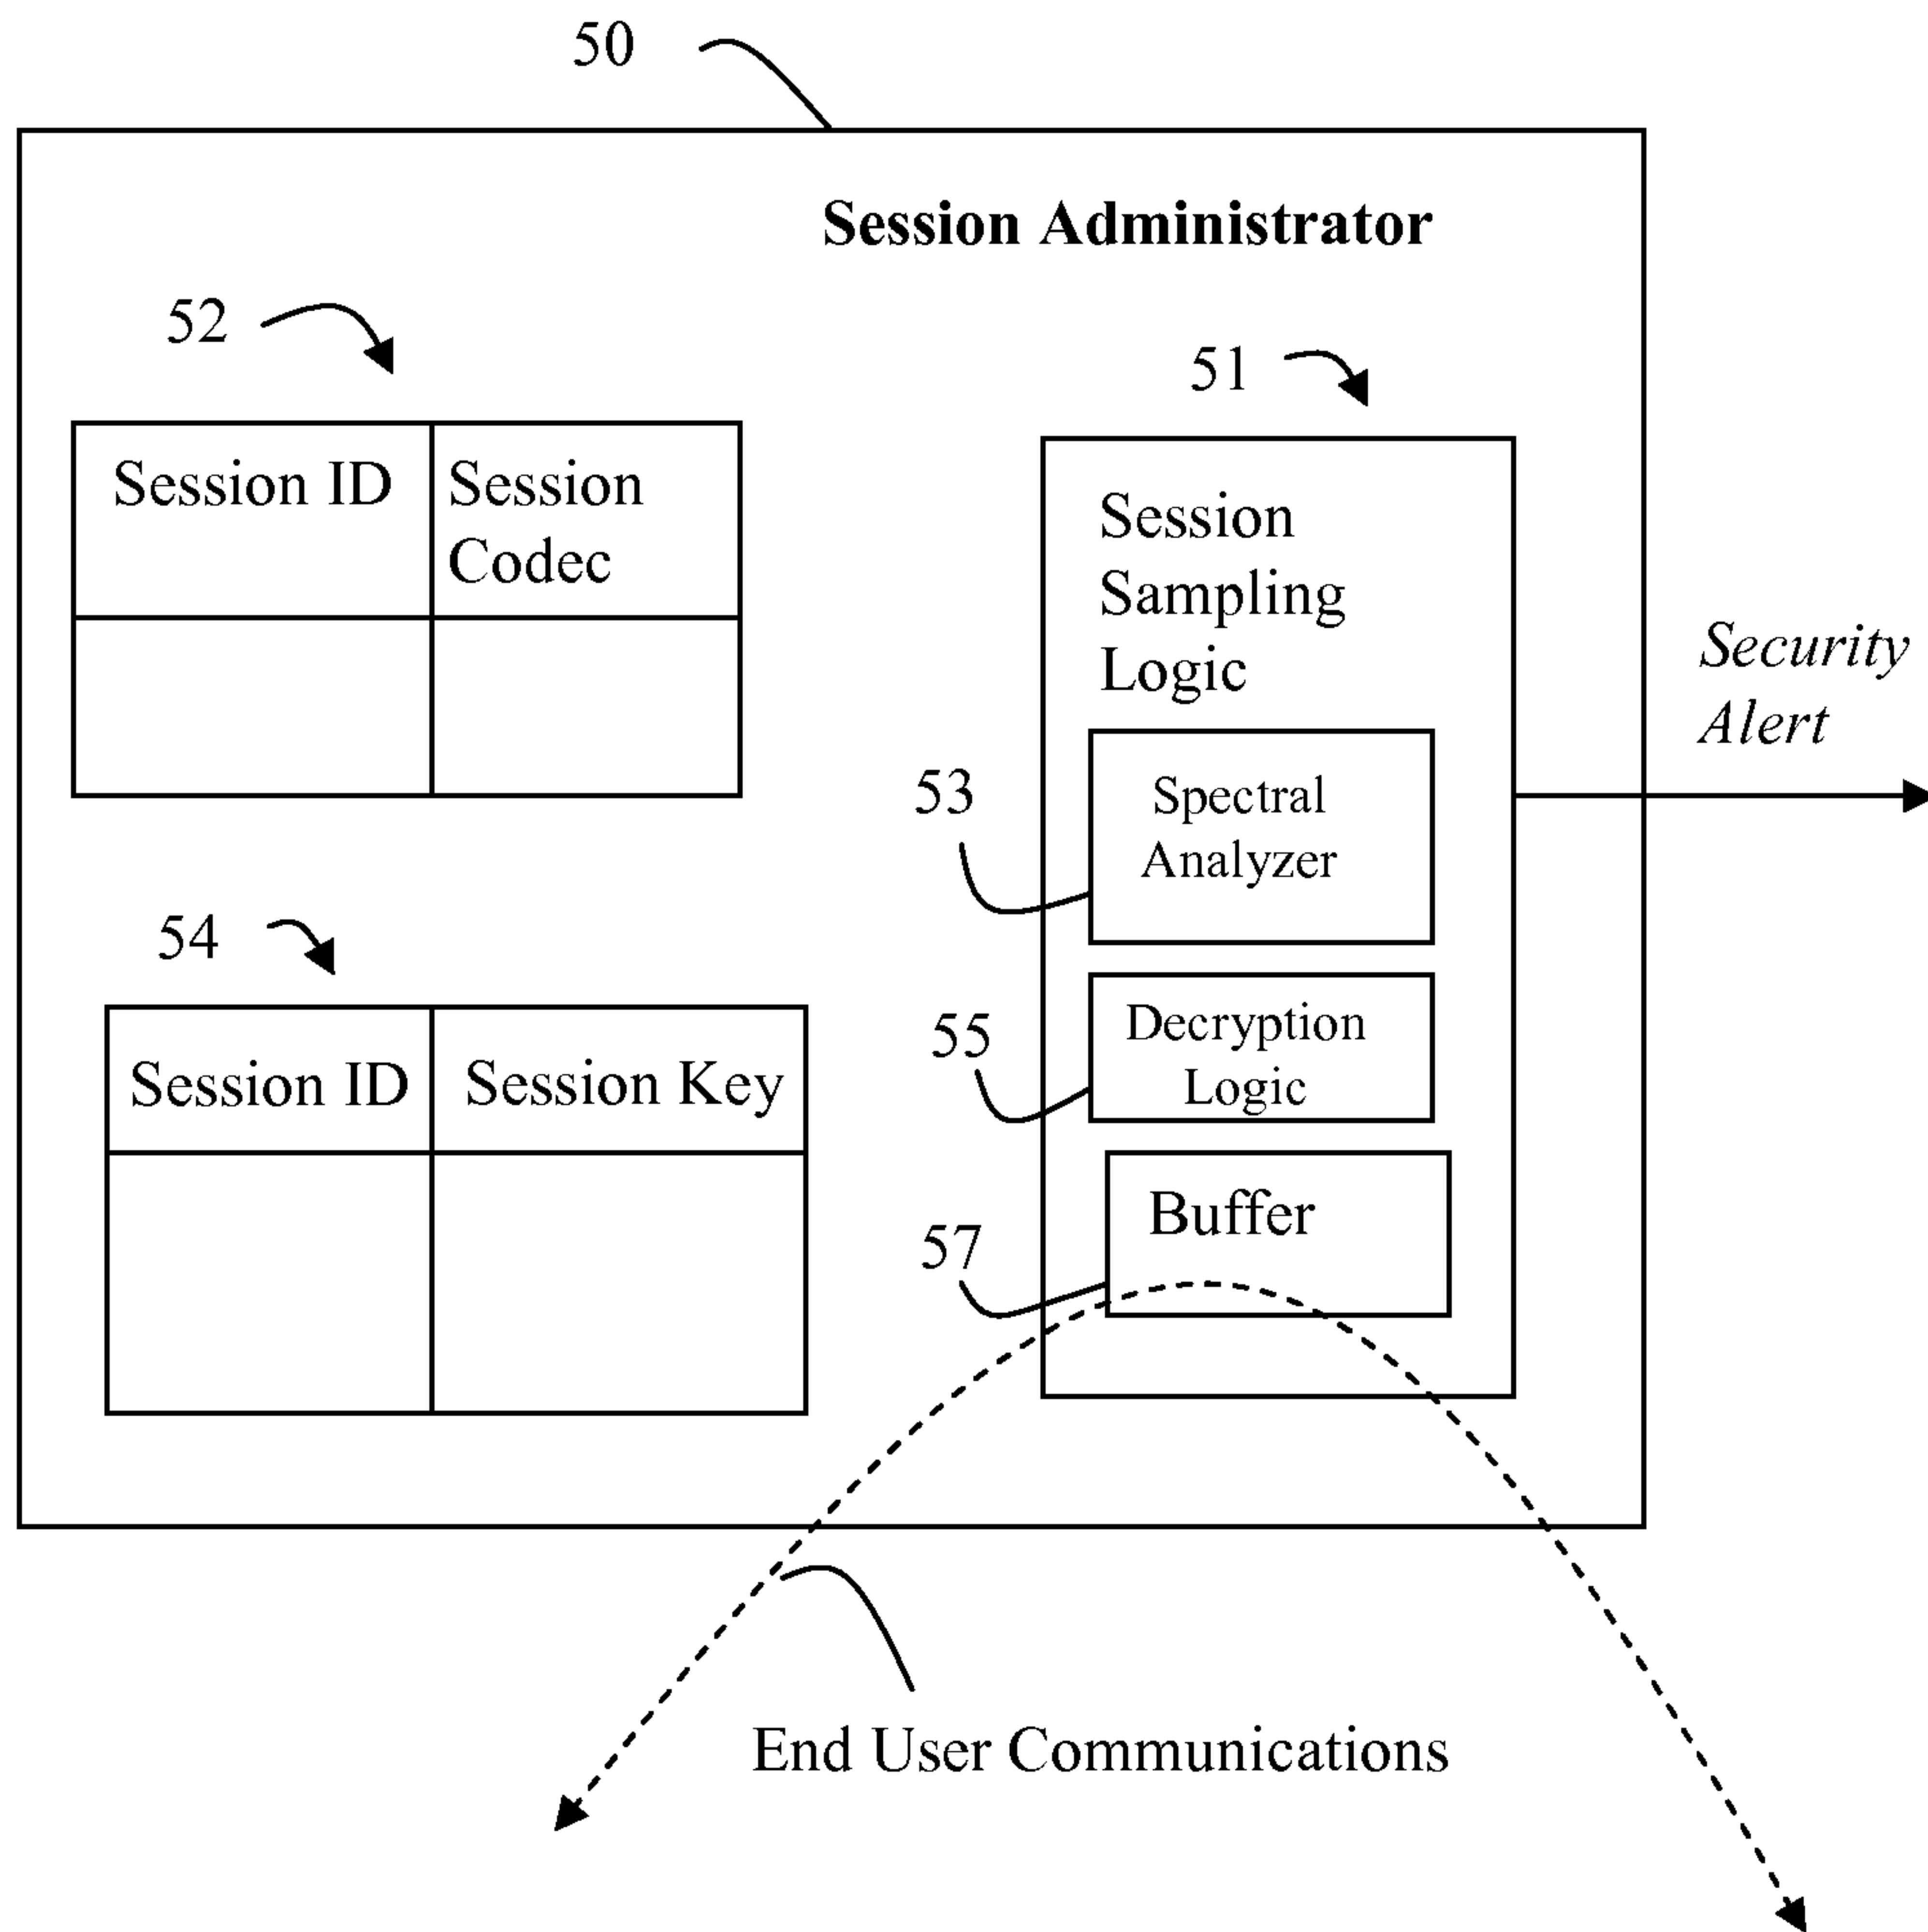 50
Session Administrator
52
51
Session ID
Session
Codec
Session
Sampling
Logic
Security
Alert
53
Spectral
Analyzer
54
55
Decryption
Logic
Session ID
Session Key
57
Buffer
End User Communications